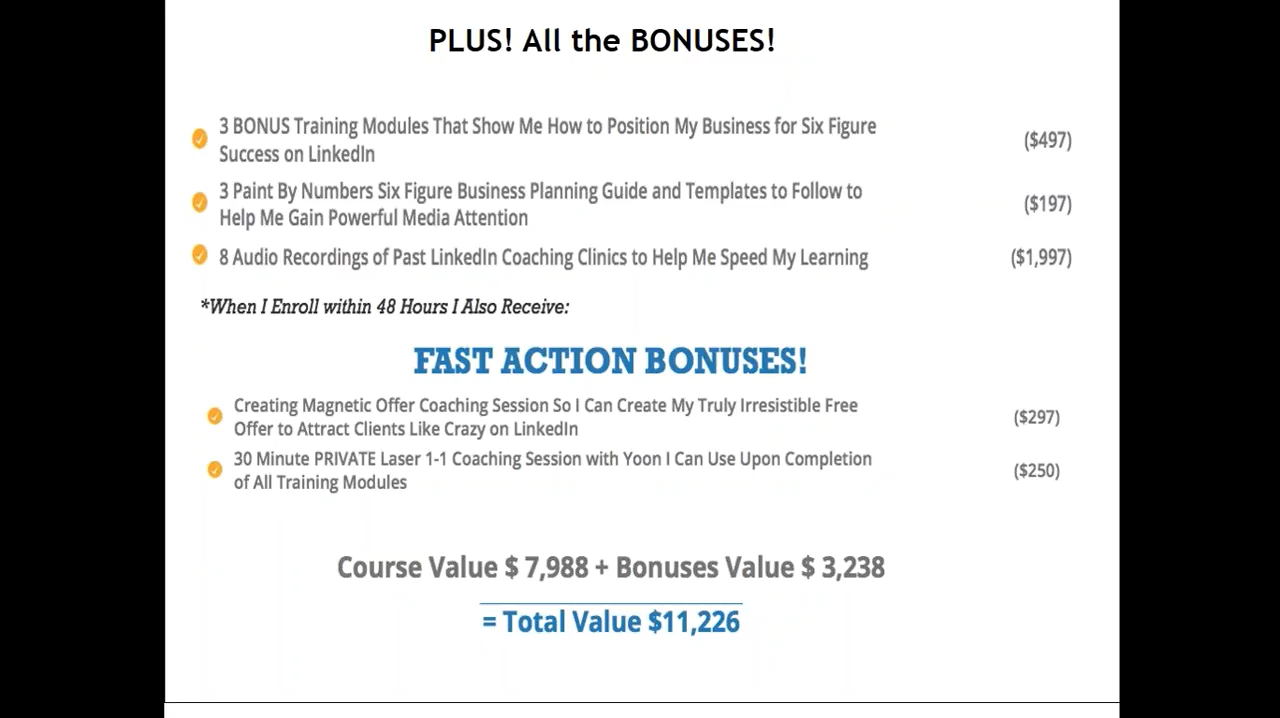 PLUS! All the BONUSES!
3 BONUS Training Modules That Show Me How to Position My Business for Six Figure
Success on LinkedIn
($497)
3 Paint By Numbers Six Figure Business Planning Guide and Templates to Follow to
Help Me Gain Powerful Media Attention
($197)
8 Audio Recordings of Past LinkedIn Coaching Clinics to Help Me Speed My Learning
($1,997)
*When I Enroll within 48 Hours I Also Receive:
FAST ACTION BONUSES!
Creating Magnetic Offer Coaching Session So I Can Create My Truly Irresistible Free
Offer to Attract Clients Like Crazy on LinkedIn
($297)
30 Minute PRIVATE Laser 1-1 Coaching Session with Yoon I Can Use Upon Completion
of All Training Modules
($250)
Course Value $ 7,988 + Bonuses Value $ 3,238
= Total Value $11,226